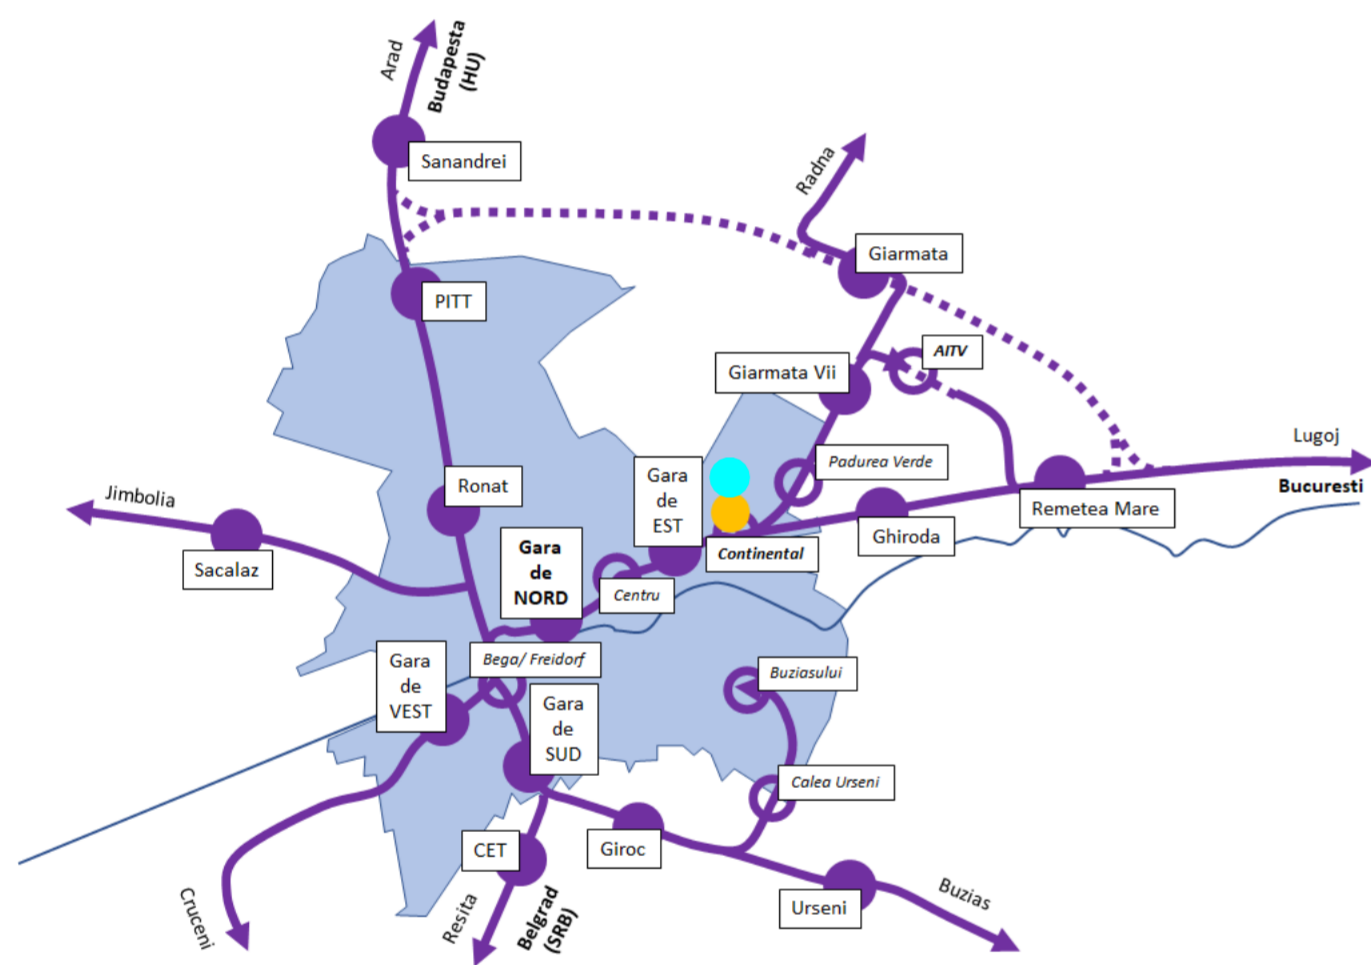 Arad
Budapesta
(HU)
Sanandrei
Radna
Giarmata
PITT
AITV
Giarmata Vii
Lugoj
Bucuresti
Padurea Verde
Gara
de
EST
Ronat
Jimbolia
Remetea Mare
Ghiroda
Continental
Gara
de
NORD
Sacalaz
Centru
Bega/ Freidorf
Gara
de
VEST
Buziasului
Gara
de
SUD
Calea Urseni
CET
Giroc
Urseni
Buzias
Cruceni
Resita
Belgrad
(SRB)